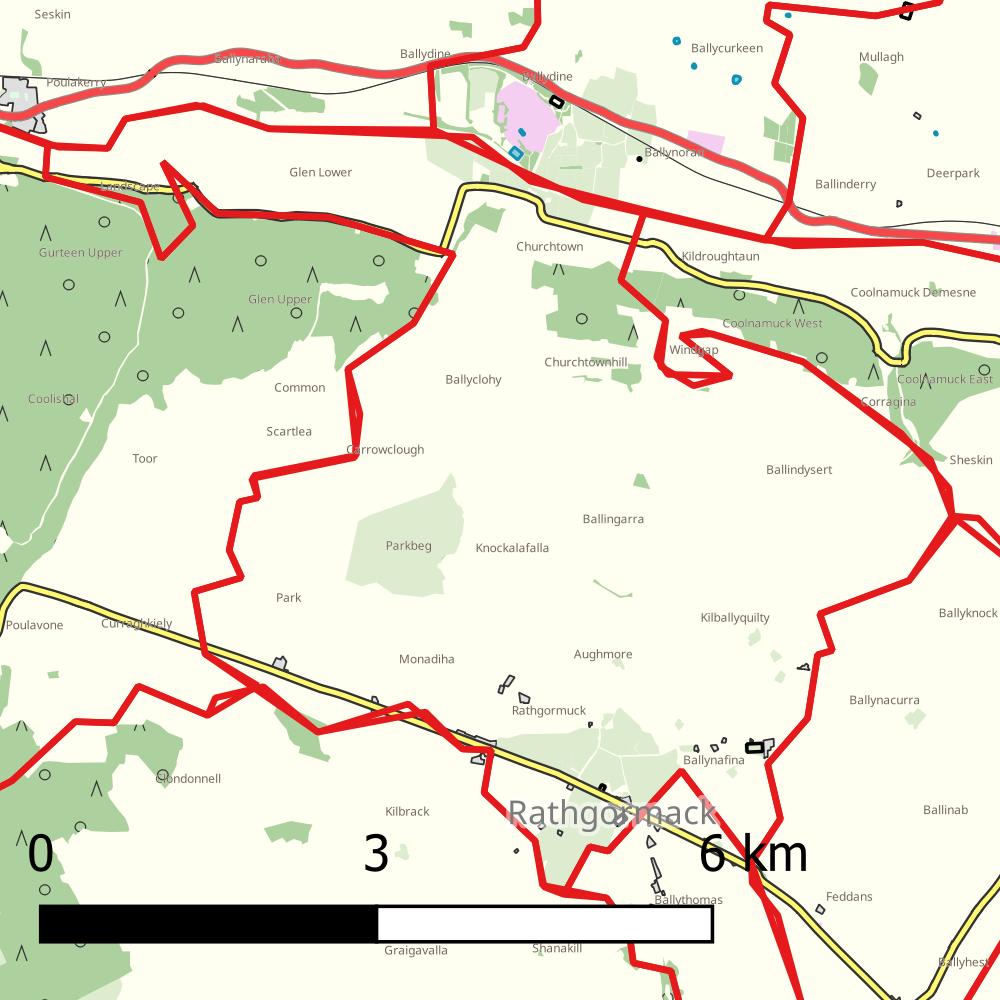 Seskin
Ballynaraha
Ballydine
Ballycurkeen
Mullagh
Poulakerry
Ballydine
Ballynoran
Glen Lower
Deerpark
Ballinderry
Landscape
Gurteen Upper
Churchtown
Kildroughtaun
Glen Upper
Coolnamuck Demesne
Coolnamuck West
Windgap
Churchtownhill
Ballyclohy
Coolnamuck East
Common
Coolishal
Corragina
Scartlea
Carrowclough
Toor
Sheskin
Ballindysert
Ballingarra
Parkbeg
Knockalafalla
Park
Ballyknock
Kilballyquilty
Poulavone
Curraghkiely
Monadiha
Aughmore
Ballynacurra
Rathgormuck
Ballynafina
Clondonnell
Kilbrack
Rathgormack
Ballinab
0 3 6 km
Ballythomas
Feddans
Graigavalla
Shanakill
Ballyhest